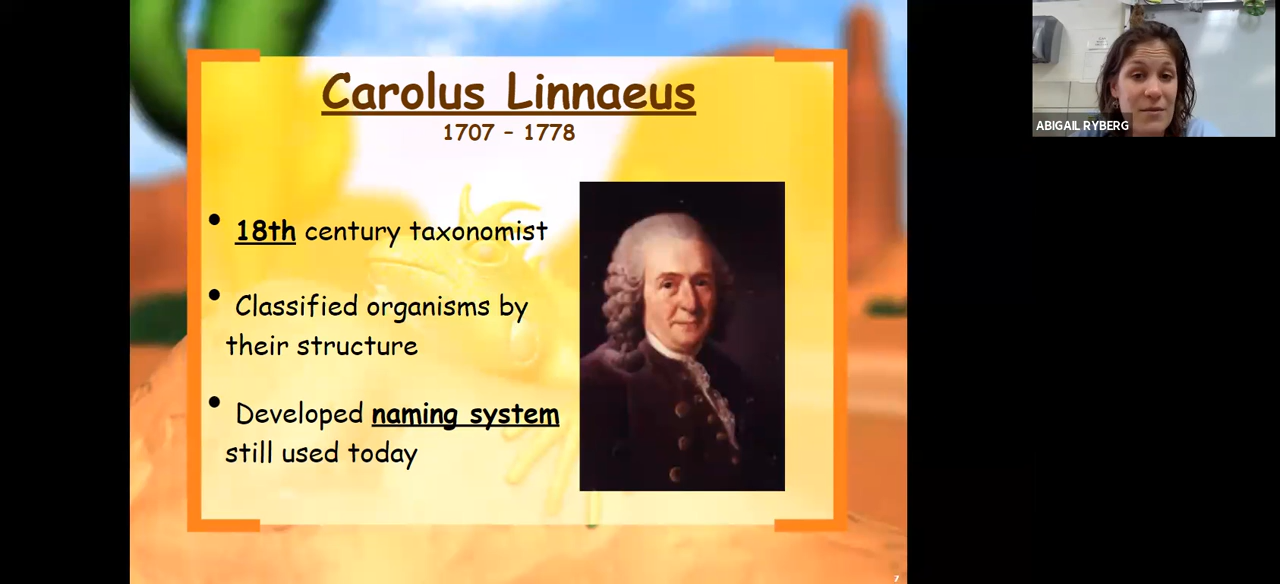 Carolus Linnaeus
1707 – 1778
• 18th century taxonomist
• Classified organisms by
their structure
• Developed naming system
still used today
7
ABIGAIL RYBERG